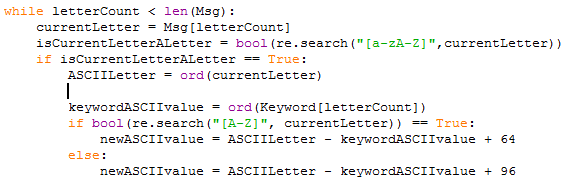 while letterCount < len(Msg):
    currentLetter = Msg[letterCount]
    isCurrentLetterALetter = bool(re.search("[a-zA-Z]",currentLetter))
    if isCurrentLetterALetter == True:
        ASCIILetter = ord(currentLetter)
        keywordASCIIvalue = ord(Keyword[letterCount])
        if bool(re.search("[A-Z]", currentLetter)) == True:
            newASCIIvalue = ASCIILetter - keywordASCIIvalue + 64
        else:
            newASCIIvalue = ASCIILetter - keywordASCIIvalue + 96